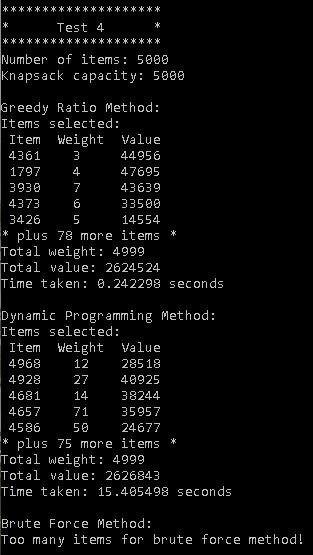 *********************
*      Test 4      *
*********************
Number of items: 5000
Knapsack capacity: 5000
Greedy Ratio Method:
Items selected:
Item Weight Value
4361 3 44956
1797 4 47695
3930 7 43639
4373 6 33500
3426 5 14554
* plus 78 more items *
Total weight: 4999
Total value: 2624524
Time taken: 0.242298 seconds
Dynamic Programming Method:
Items selected:
Item Weight Value
4968 12 28518
4928 27 40925
4681 14 38244
4657 71 35957
4586 50 24677
* plus 75 more items *
Total weight: 4999
Total value: 2626843
Time taken: 15.405498 seconds
Brute Force Method:
Too many items for brute force method!